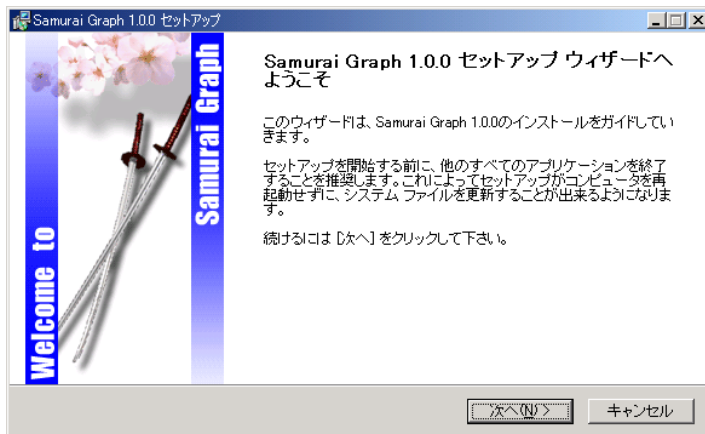 Samurai Graph 1.0.0 セットアップ
Welcome to
Samurai Graph
Samurai Graph 1.0.0 セットアップ ウィザードへ
ようこそ
このウィザードは、Samurai Graph 1.0.0のインストールをガイドしてい
きます。
セットアップを開始する前に、他のすべてのアプリケーションを終了
することを推奨します。これによってセットアップがコンピュータを再
起動せずに、システム ファイルを更新することが出来るようになりま
す。
続けるには [次へ] をクリックして下さい。
次へ(N) >
キャンセル